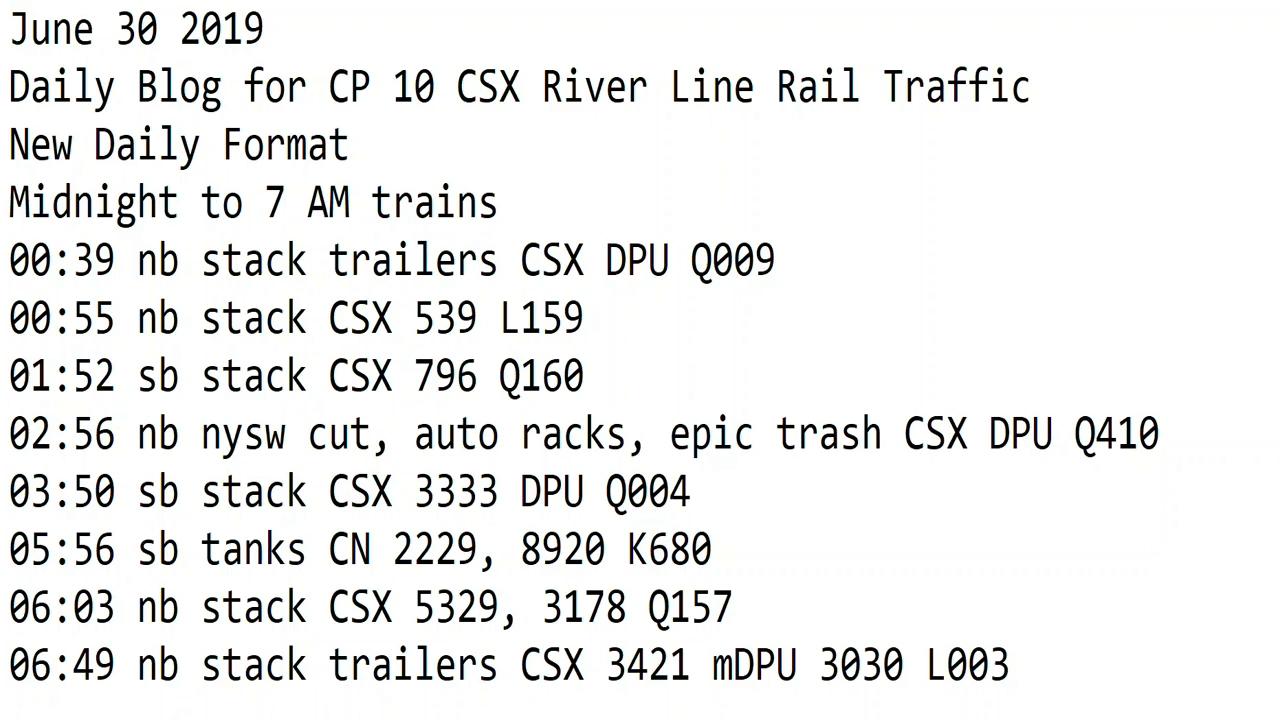 June 30 2019
Daily Blog for CP 10 CSX River Line Rail Traffic
New Daily Format
Midnight to 7 AM trains
00:39 nb stack trailers CSX DPU Q009
00:55 nb stack CSX 539 L159
01:52 sb stack CSX 796 Q160
02:56 nb nysw cut, auto racks, epic trash CSX DPU Q410
03:50 sb stack CSX 3333 DPU Q004
05:56 sb tanks CN 2229, 8920 K680
06:03 nb stack CSX 5329, 3178 Q157
06:49 nb stack trailers CSX 3421 mDPU 3030 L003